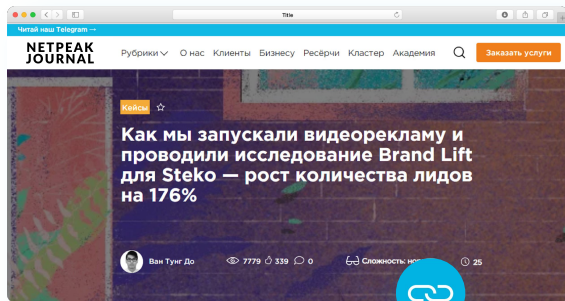 Title
Читай наш Telegram →
NETPEAK
JOURNAL
Рубрики О нас Клиенты Бизнесу Ресёрчи Кластер Академия
Заказать услуги
Кейсы
Как мы запускали видеорекламу и
проводили исследование Brand Lift
для Steko — рост количества лидов
на 176%
Ван Тунг До 7779 339 0 Сложность: 25